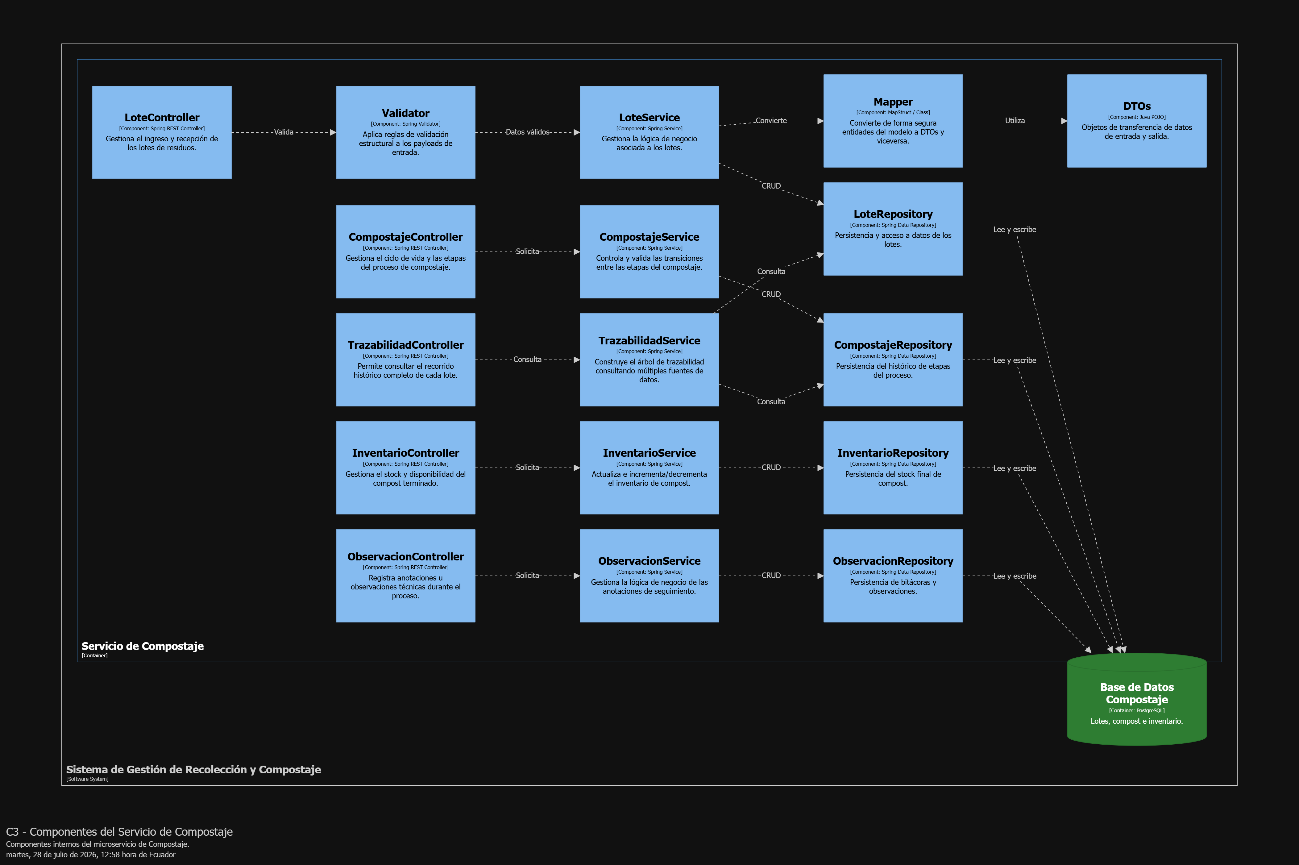 LoteController
[Component: Spring REST Controller]
Gestiona el ingreso y recepción de
los lotes de residuos.
Valida
Validator
[Component: Spring Validator]
Aplica reglas de validación
estructural a los payloads de
entrada.
Datos válidos
LoteService
[Component: Spring Service]
Gestiona la lógica de negocio
asociada a los lotes.
Convierte
CRUD
Mapper
[Component: MapStruct / Class]
Convierte de forma segura
entidades del modelo a DTOs y
viceversa.
Utiliza
DTOs
[Component: Java POJO]
Objetos de transferencia de datos
de entrada y salida.
LoteRepository
[Component: Spring Data Repository]
Persistencia y acceso a datos de los
lotes.
Lee y escribe
CompostajeController
[Component: Spring REST Controller]
Gestiona el ciclo de vida y las etapas
del proceso de compostaje.
Solicita
CompostajeService
[Component: Spring Service]
Controla y valida las transiciones
entre las etapas del compostaje.
Consulta
CRUD
TrazabilidadController
[Component: Spring REST Controller]
Permite consultar el recorrido
histórico completo de cada lote.
Consulta
TrazabilidadService
[Component: Spring Service]
Construye el árbol de trazabilidad
consultando múltiples fuentes de
datos.
Consulta
CompostajeRepository
[Component: Spring Data Repository]
Persistencia del histórico de etapas
del proceso.
Lee y escribe
InventarioController
[Component: Spring REST Controller]
Gestiona el stock y disponibilidad del
compost terminado.
Solicita
InventarioService
[Component: Spring Service]
Actualiza e incrementa/decrementa
el inventario de compost.
CRUD
InventarioRepository
[Component: Spring Data Repository]
Persistencia del stock final de
compost.
Lee y escribe
ObservacionController
[Component: Spring REST Controller]
Registra anotaciones u
observaciones técnicas durante el
proceso.
Solicita
ObservacionService
[Component: Spring Service]
Gestiona la lógica de negocio de las
anotaciones de seguimiento.
CRUD
ObservacionRepository
[Component: Spring Data Repository]
Persistencia de bitácoras y
observaciones.
Lee y escribe
Servicio de Compostaje
[Container]
Base de Datos
Compostaje
[Container: PostgreSQL]
Lotes, compost e inventario.
Sistema de Gestión de Recolección y Compostaje
[Software System]
C3 - Componentes del Servicio de Compostaje
Componentes internos del microservicio de Compostaje.
martes, 28 de julio de 2026, 12:58 hora de Ecuador